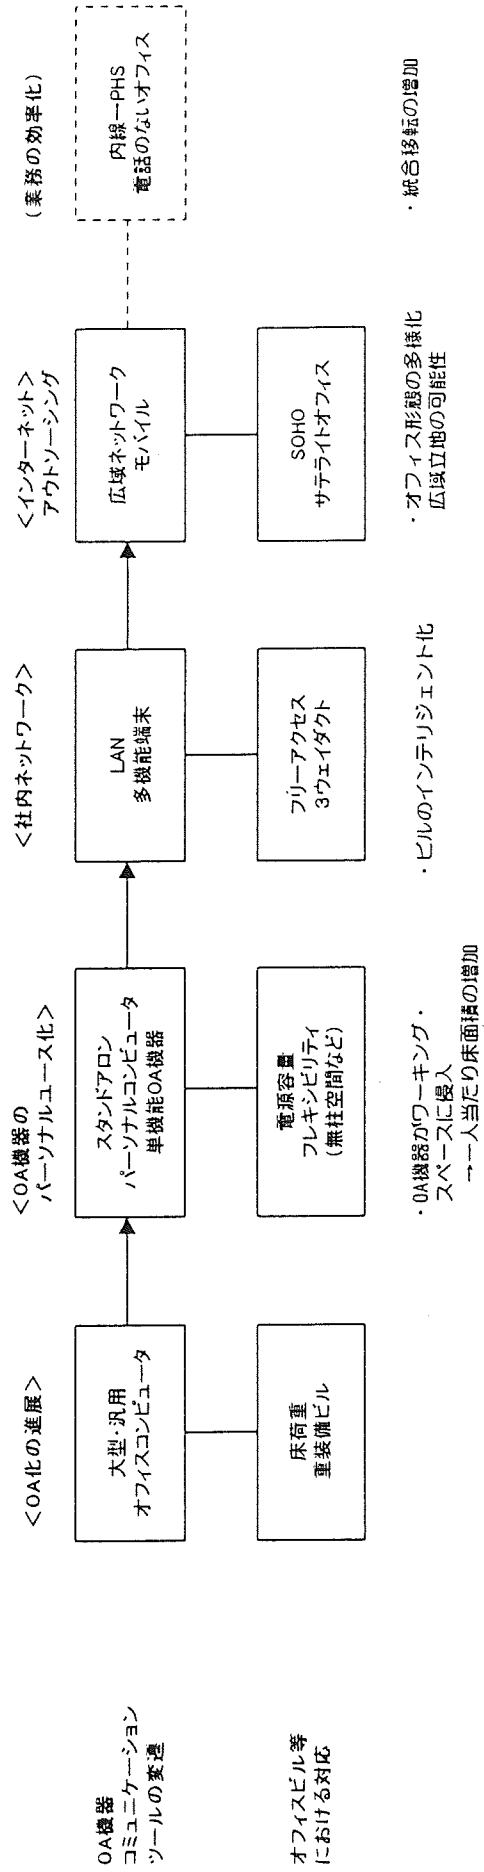 <OA化の進展>
<OA機器の
パーソナルユース化>
<社内ネットワーク>
<インターネット>
アウトソーシング
(業務の効率化)
OA機器
コミュニケーション
ツールの変遷
大型・汎用
オフィスコンピュータ
スタンドアロン
パーソナルコンピュータ
単機能OA機器
LAN
多機能端末
広域ネットワーク
モバイル
内線―PHS
電話のないオフィス
オフィスビル等
における対応
床荷重
重装備ビル
電源容量
フレキシビリティ
(無柱空間など)
フリーアクセス
3ウェイダクト
SOHO
サテライトオフィス
・OA機器がワーキング・
スペースに侵入
→一人当たり床面積の増加
・ビルのインテリジェント化
・オフィス形態の多様化
広域立地の可能性
・統合移転の増加